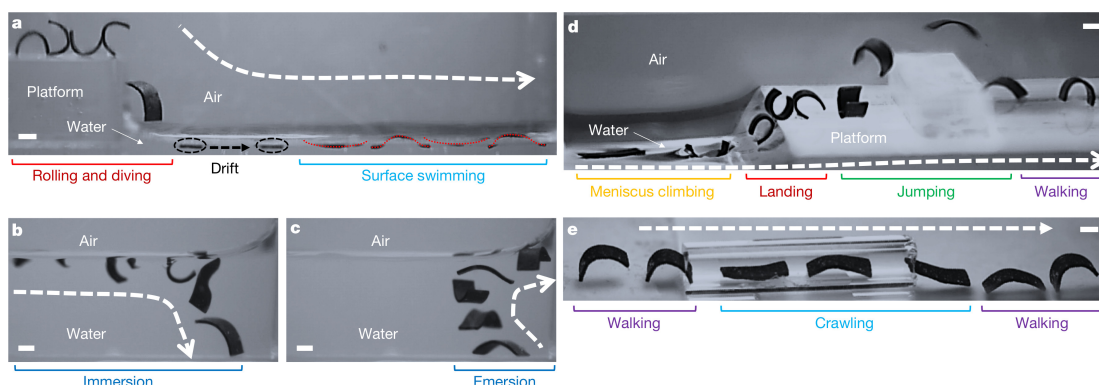 a
Platform
Air
Water
Drift
Rolling and diving
Surface swimming
b
Air
Water
Immersion
c
Air
Water
Emersion
d
Air
Water
Platform
Meniscus climbing
Landing
Jumping
Walking
e
Walking
Crawling
Walking